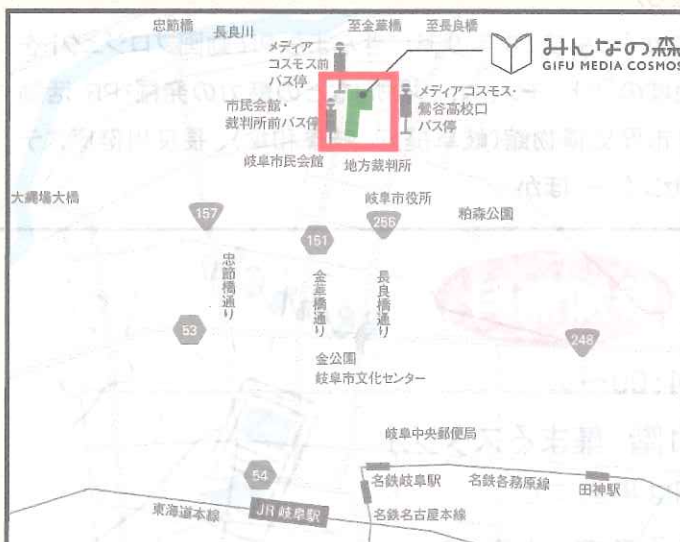 忠節橋
長良川
至金華橋
至長良橋
メディア
コスモス前
バス停
みんなの森
GIFU MEDIA COSMOS
市民会館・
裁判所前バス停
メディアコスモス・
鶯谷高校口
バス停
岐阜市民会館
地方裁判所
大縄場大橋
岐阜市役所
粕森公園
157
151
256
忠節橋通り
金華橋通り
長良橋通り
53
248
金公園
岐阜市文化センター
岐阜中央郵便局
54
名鉄岐阜駅
名鉄各務原線
田神駅
東海道本線
JR岐阜駅
名鉄名古屋本線